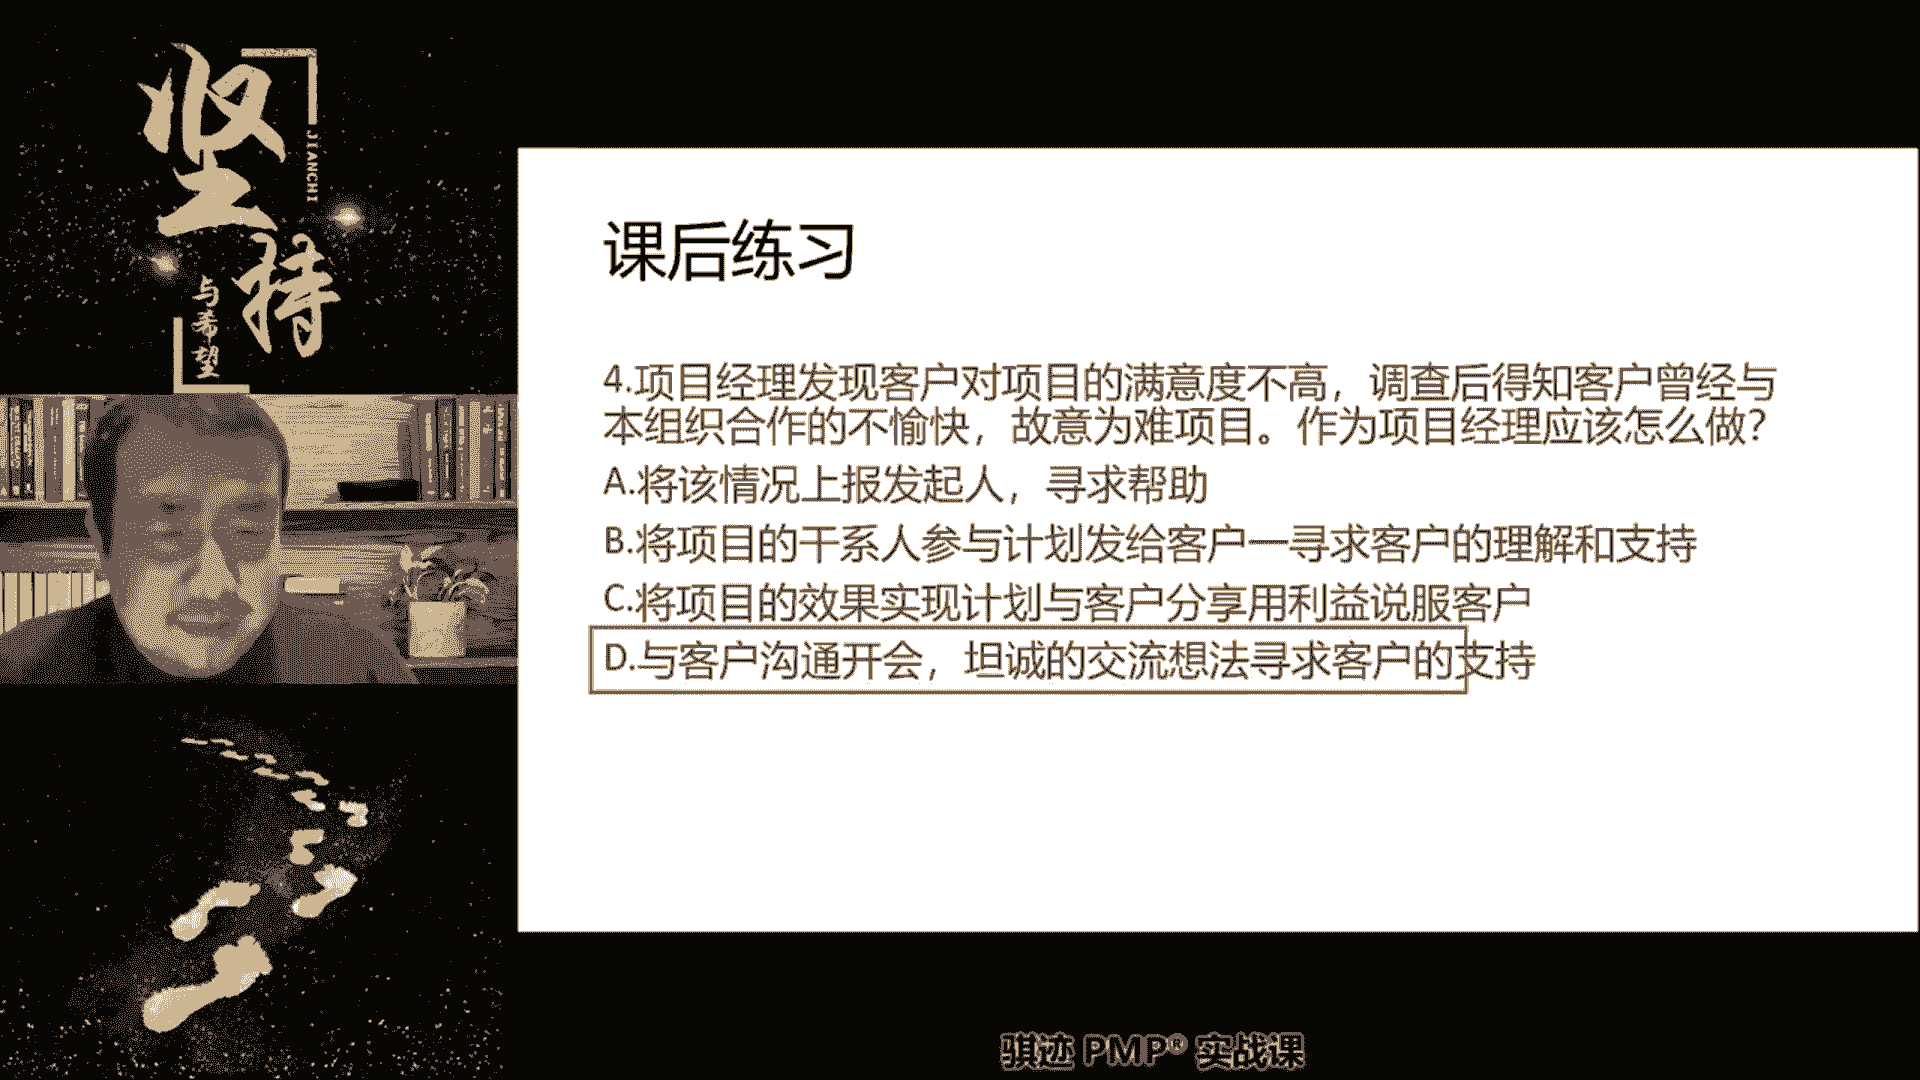 坚持
JIANCHI
与希望
课后练习
4.项目经理发现客户对项目的满意度不高，调查后得知客户曾经与
本组织合作的不愉快，故意为难项目。作为项目经理应该怎么做？
A.将该情况上报发起人，寻求帮助
B.将项目的干系人参与计划发给客户一寻求客户的理解和支持
C.将项目的效果实现计划与客户分享用利益说服客户
D.与客户沟通开会，坦诚的交流想法寻求客户的支持
骐迹 PMP® 实战课